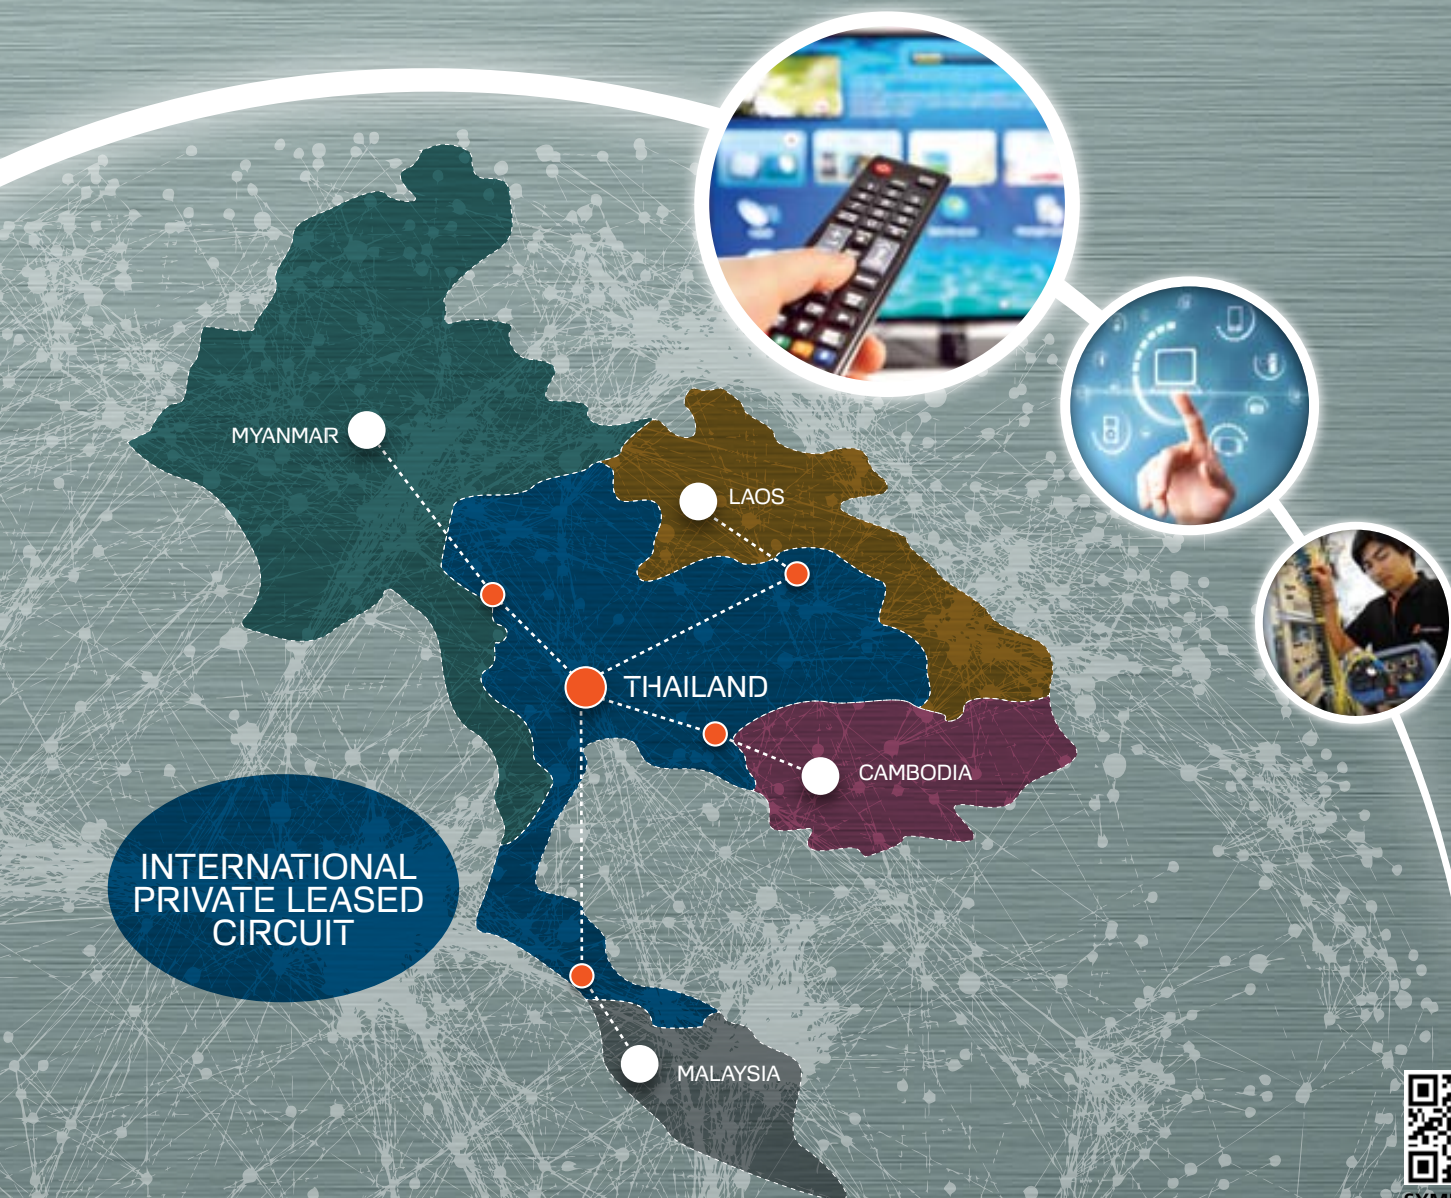 MYANMAR
LAOS
THAILAND
CAMBODIA
INTERNATIONAL
PRIVATE LEASED
CIRCUIT
MALAYSIA